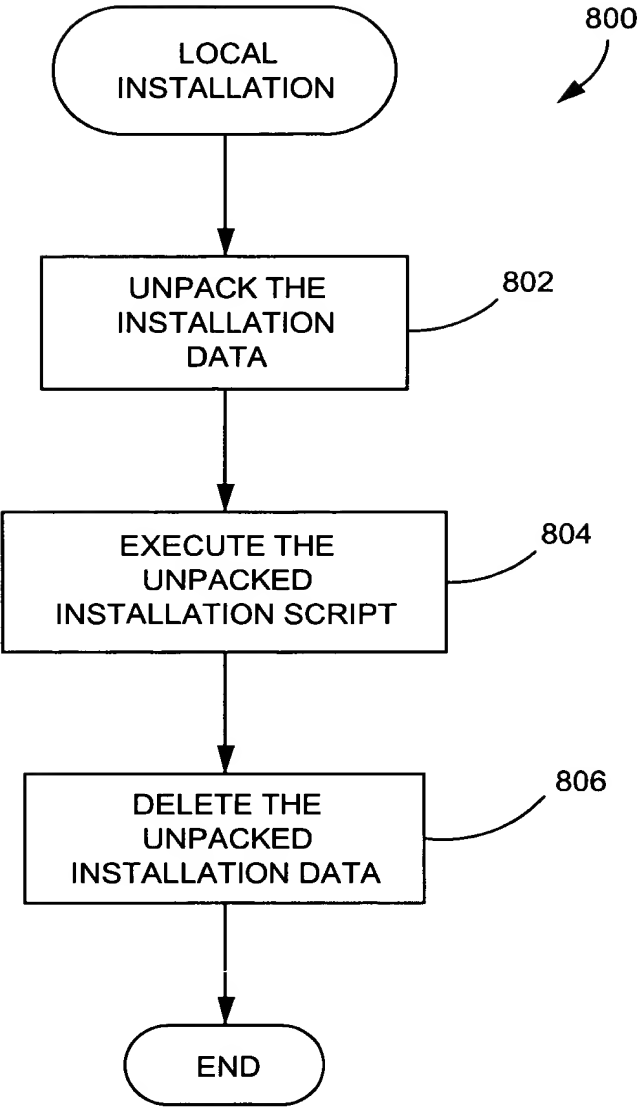 800
LOCAL
INSTALLATION
UNPACK THE
INSTALLATION
DATA
802
EXECUTE THE
UNPACKED
INSTALLATION SCRIPT
804
DELETE THE
UNPACKED
INSTALLATION DATA
806
END